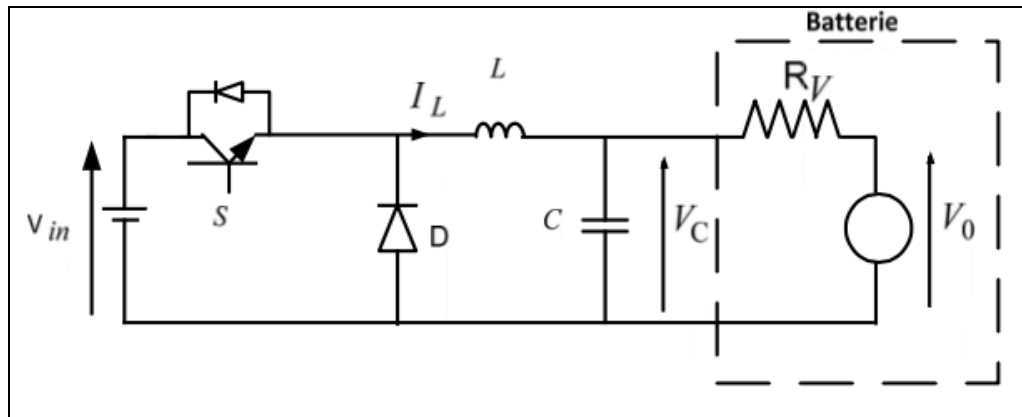 Batterie
L
R_V
I_L
S
V_in
D
C
V_C
V_0